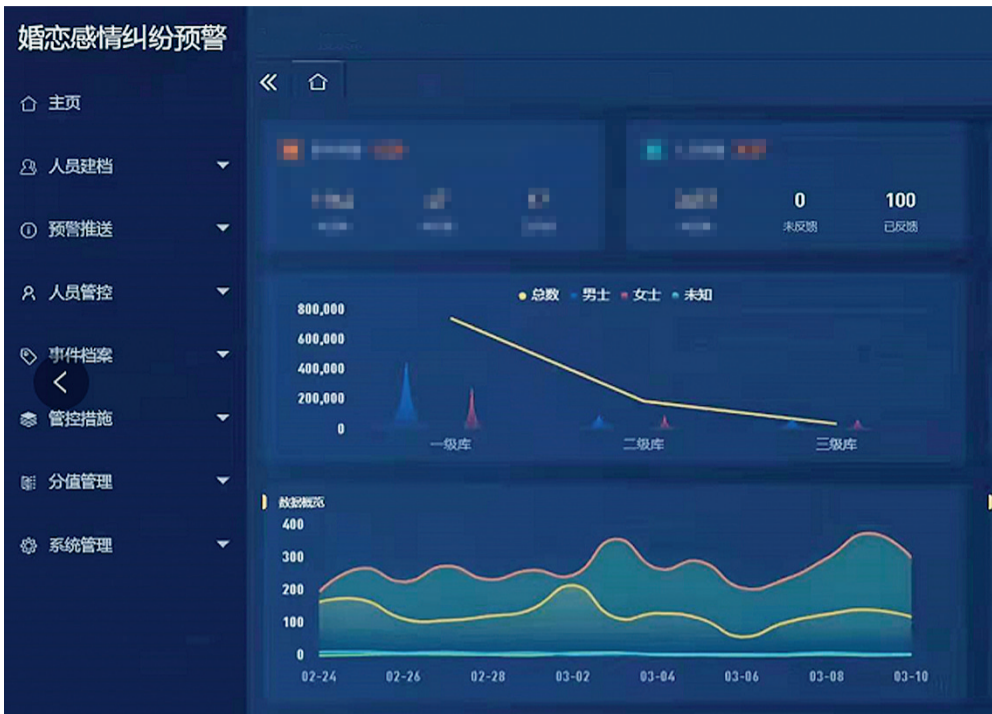 婚恋感情纠纷预警
主页
人员建档
预警推送
人员管控
事件档案
管控措施
分值管理
系统管理
0
100
未反馈
已反馈
总数 男士 女士 未知
800,000
600,000
400,000
200,000
0
一级库 二级库 三级库
数据概览
400
300
200
100
0
02-24 02-26 02-28 03-02 03-04 03-06 03-08 03-10